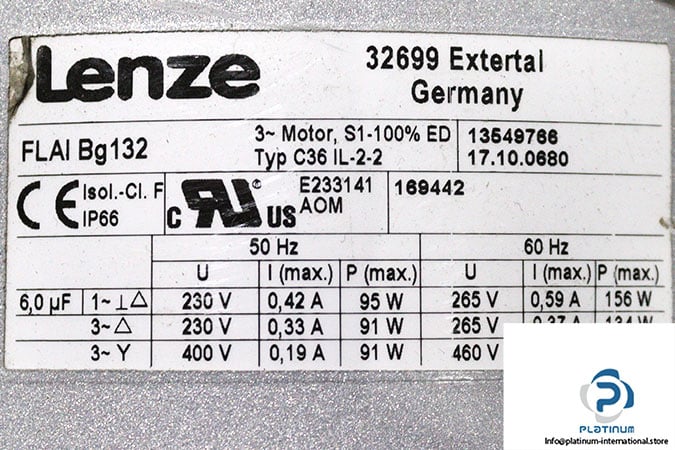 Lenze
32699 Extertal
Germany
FLAI Bg132
3~ Motor, S1-100% ED
Typ C36 IL-2-2
13549766
17.10.0680
CE
Isol.-Cl. F
IP66
c RU ® US
E233141
AOM
169442
50 Hz 60 Hz
U I (max.) P (max.) U I (max.) P (max.)
6,0 µF 1~ ⊥ △ 230 V 0,42 A 95 W 265 V 0,59 A 156 W
3~ △ 230 V 0,33 A 91 W 265 V
3~ Y 400 V 0,19 A 91 W 460 V
PLATINUM
Info@platinum-international.store